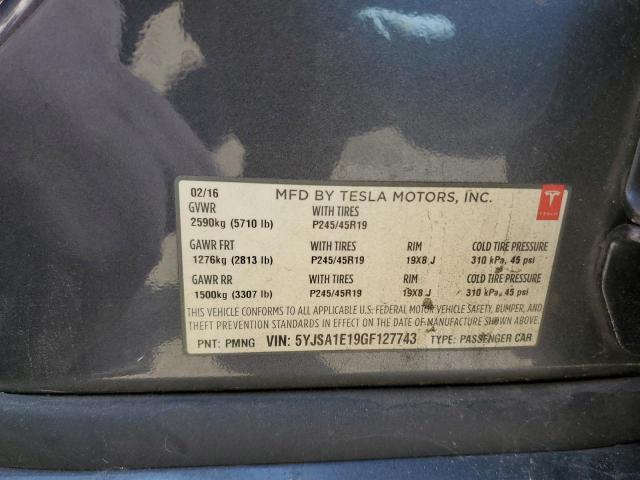 02/16 MFD BY TESLA MOTORS, INC.
TESLA
GVWR WITH TIRES
2590kg (5710 lb) P245/45R19
GAWR FRT WITH TIRES RIM COLD TIRE PRESSURE
1276kg (2813 lb) P245/45R19 19X8 J 310 kPa, 45 psi
GAWR RR WITH TIRES RIM COLD TIRE PRESSURE
1500kg (3307 lb) P245/45R19 19X8 J 310 kPa, 45 psi
THIS VEHICLE CONFORMS TO ALL APPLICABLE U.S. FEDERAL MOTOR VEHICLE SAFETY, BUMPER, AND
THEFT PREVENTION STANDARDS IN EFFECT ON THE DATE OF MANUFACTURE SHOWN ABOVE.
PNT: PMNG VIN: 5YJSA1E19GF127743 TYPE: PASSENGER CAR